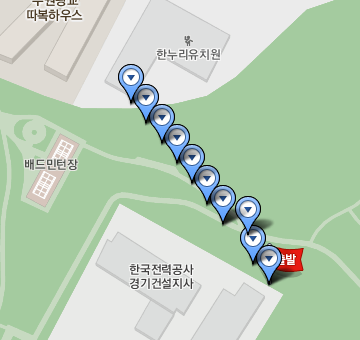 따복하우스
한누리유치원
배드민턴장
한국전력공사
경기건설지사